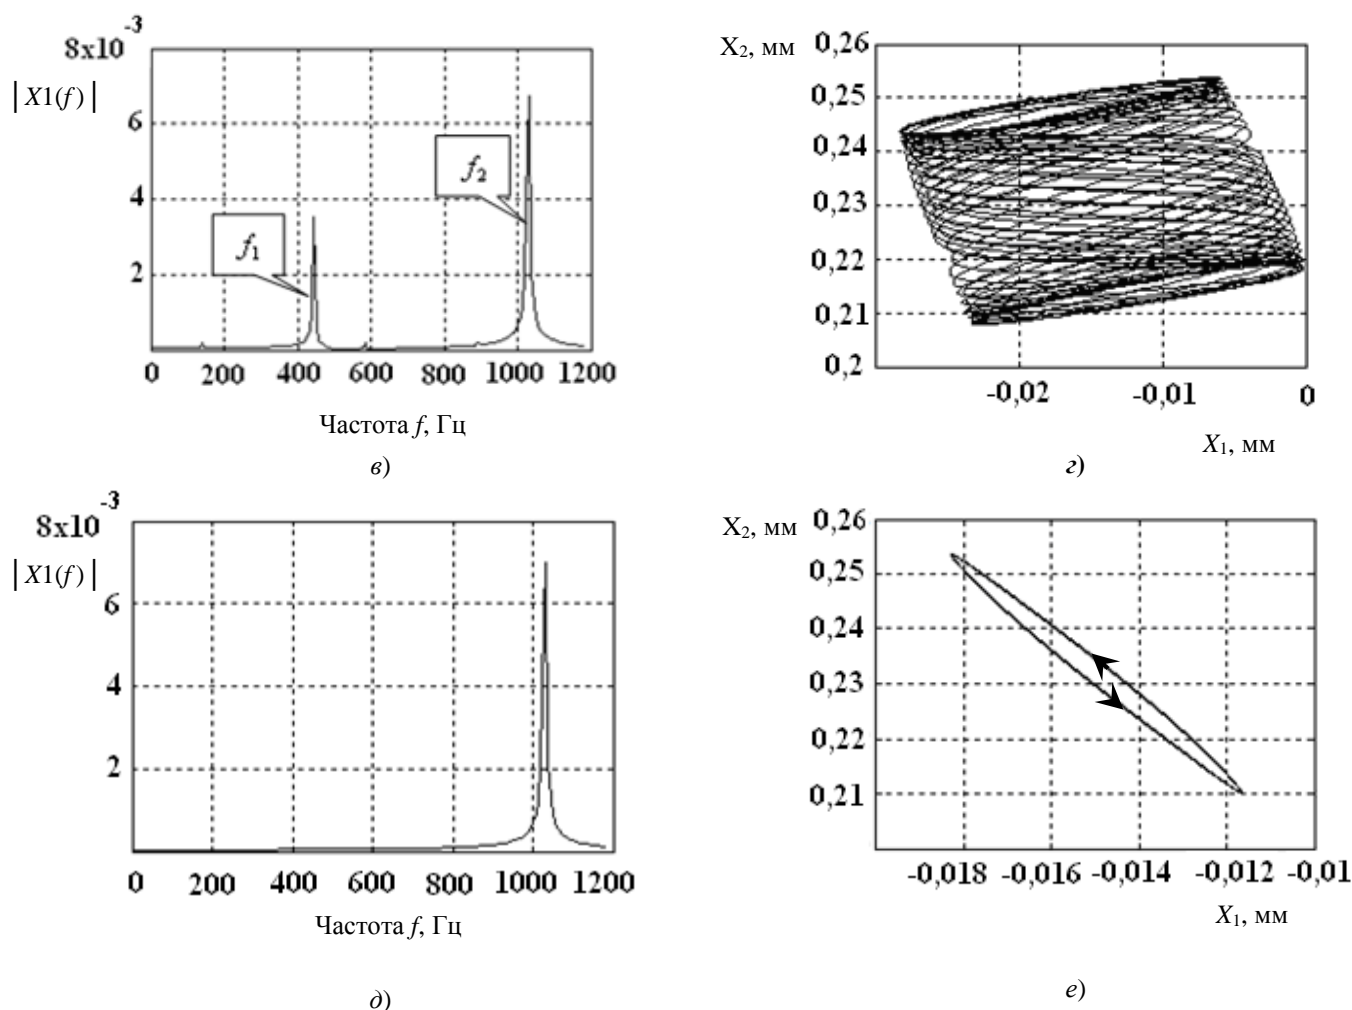 -3
8x10
|X1(f)|
6
4
2
f₂
f₁
0 200 400 600 800 1000 1200
Частота f, Гц
в)
X₂, мм
0,26
0,25
0,24
0,23
0,22
0,21
0,2
-0,02 -0,01 0
X₁, мм
г)
-3
8x10
|X1(f)|
6
4
2
0 200 400 600 800 1000 1200
Частота f, Гц
д)
X₂, мм
0,26
0,25
0,24
0,23
0,22
0,21
-0,018 -0,016 -0,014 -0,012 -0,01
X₁, мм
е)